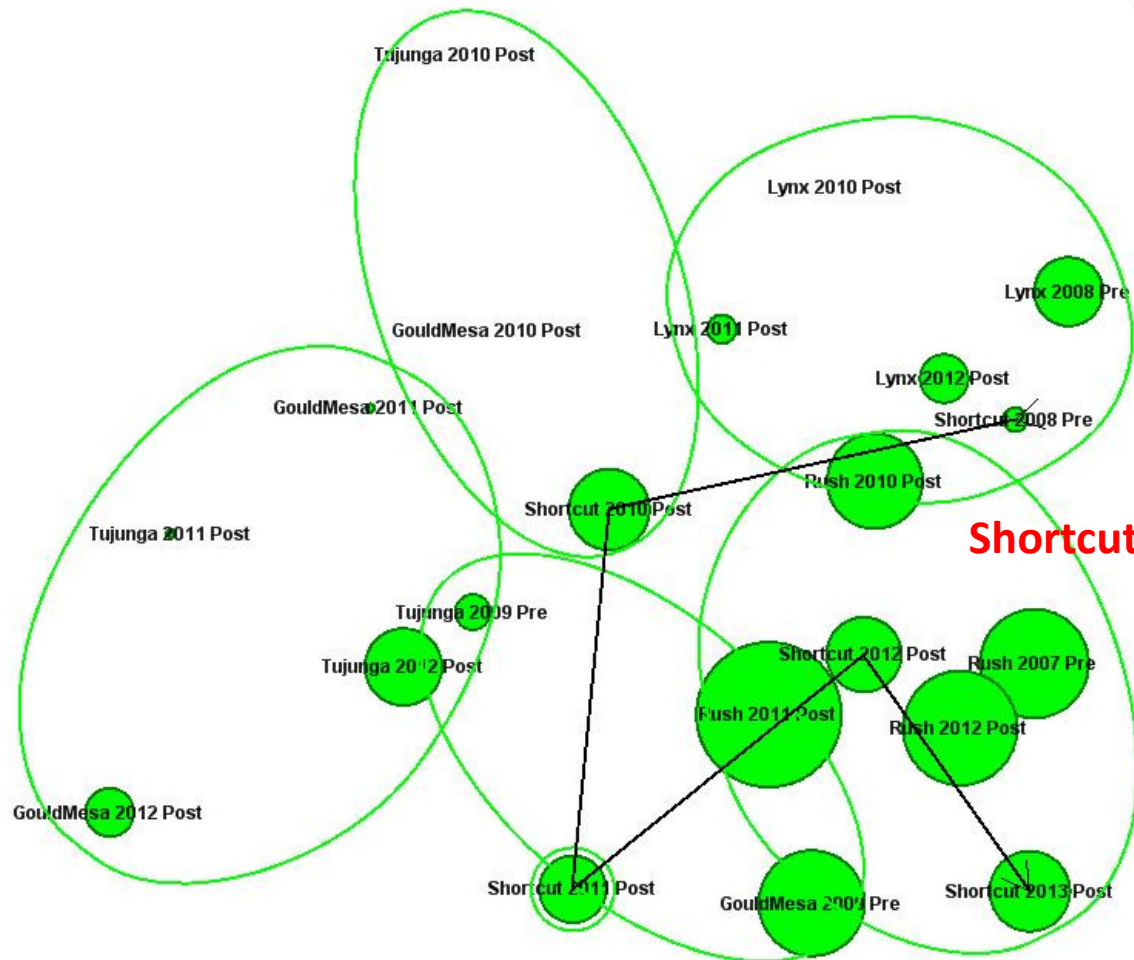 Tujunga 2010 Post
Lynx 2010 Post
Lynx 2008 Pre
GouldMesa 2010 Post
Lynx 2011 Post
Lynx 2012 Post
GouldMesa 2011 Post
Shortcut 2008 Pre
Rush 2010 Post
Shortcut 2010 Post
Tujunga 2011 Post
Shortcut
Tujunga 2009 Pre
Shortcut 2012 Post
Rush 2007 Pre
Tujunga 2012 Post
Rush 2011 Post
Rush 2012 Post
GouldMesa 2012 Post
Shortcut 2011 Post
Shortcut 2013 Post
GouldMesa 2009 Pre